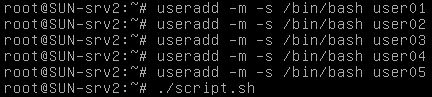 root@SUN-srv2:~# useradd -m -s /bin/bash user01
root@SUN-srv2:~# useradd -m -s /bin/bash user02
root@SUN-srv2:~# useradd -m -s /bin/bash user03
root@SUN-srv2:~# useradd -m -s /bin/bash user04
root@SUN-srv2:~# useradd -m -s /bin/bash user05
root@SUN-srv2:~# ./script.sh